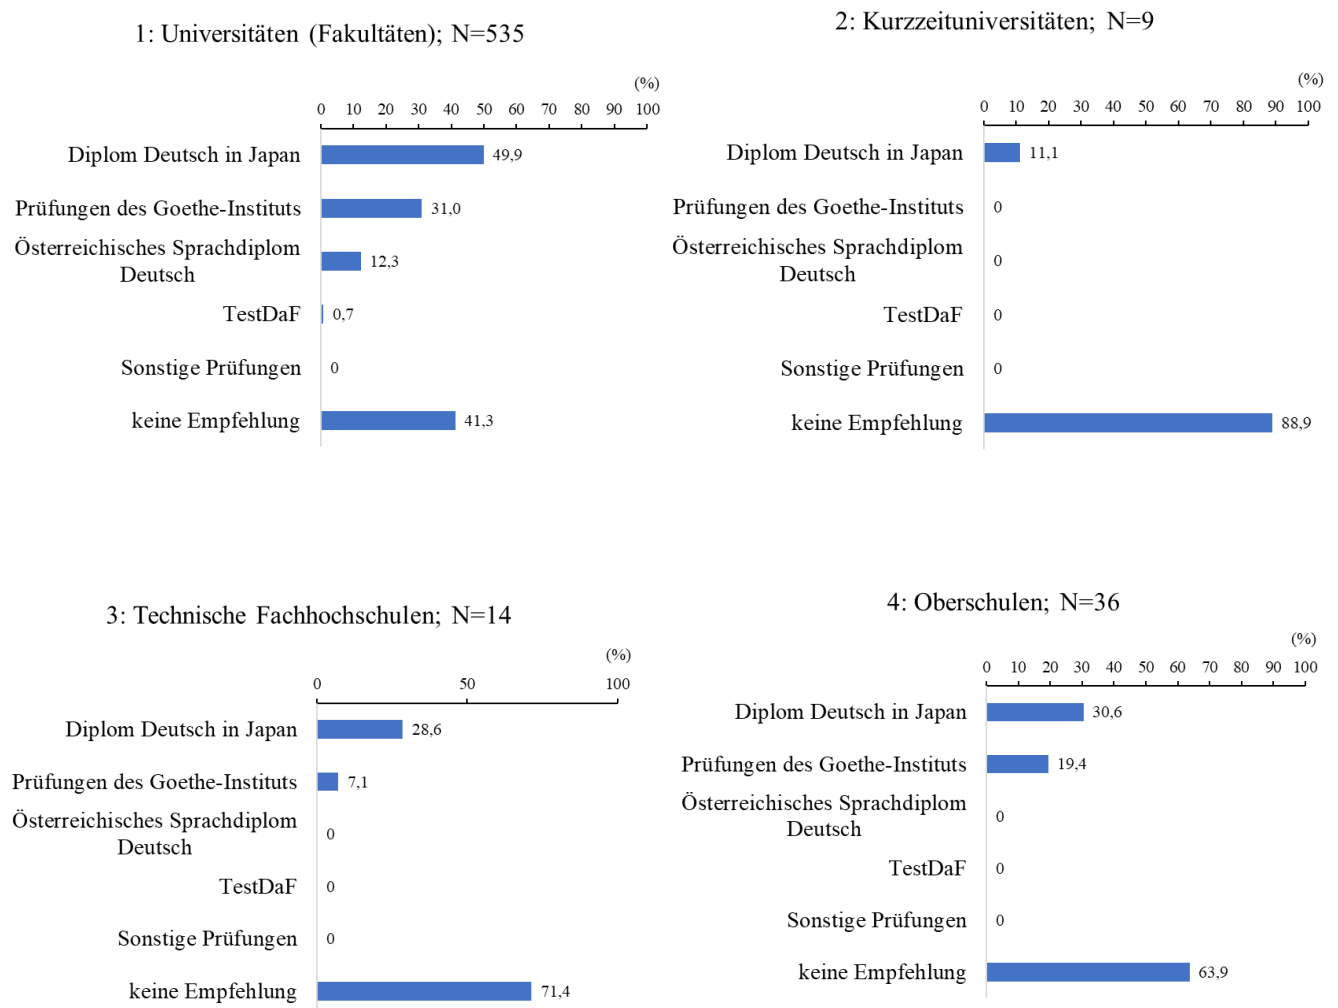 1: Universitäten (Fakultäten); N=535
(%)
0 10 20 30 40 50 60 70 80 90 100
Diplom Deutsch in Japan 49,9
Prüfungen des Goethe-Instituts 31,0
Österreichisches Sprachdiplom
Deutsch 12,3
TestDaF 0,7
Sonstige Prüfungen 0
keine Empfehlung 41,3
2: Kurzzeituniversitäten; N=9
(%)
0 10 20 30 40 50 60 70 80 90 100
Diplom Deutsch in Japan 11,1
Prüfungen des Goethe-Instituts 0
Österreichisches Sprachdiplom
Deutsch 0
TestDaF 0
Sonstige Prüfungen 0
keine Empfehlung 88,9
3: Technische Fachhochschulen; N=14
(%)
0 50 100
Diplom Deutsch in Japan 28,6
Prüfungen des Goethe-Instituts 7,1
Österreichisches Sprachdiplom
Deutsch 0
TestDaF 0
Sonstige Prüfungen 0
keine Empfehlung 71,4
4: Oberschulen; N=36
(%)
0 10 20 30 40 50 60 70 80 90 100
Diplom Deutsch in Japan 30,6
Prüfungen des Goethe-Instituts 19,4
Österreichisches Sprachdiplom
Deutsch 0
TestDaF 0
Sonstige Prüfungen 0
keine Empfehlung 63,9